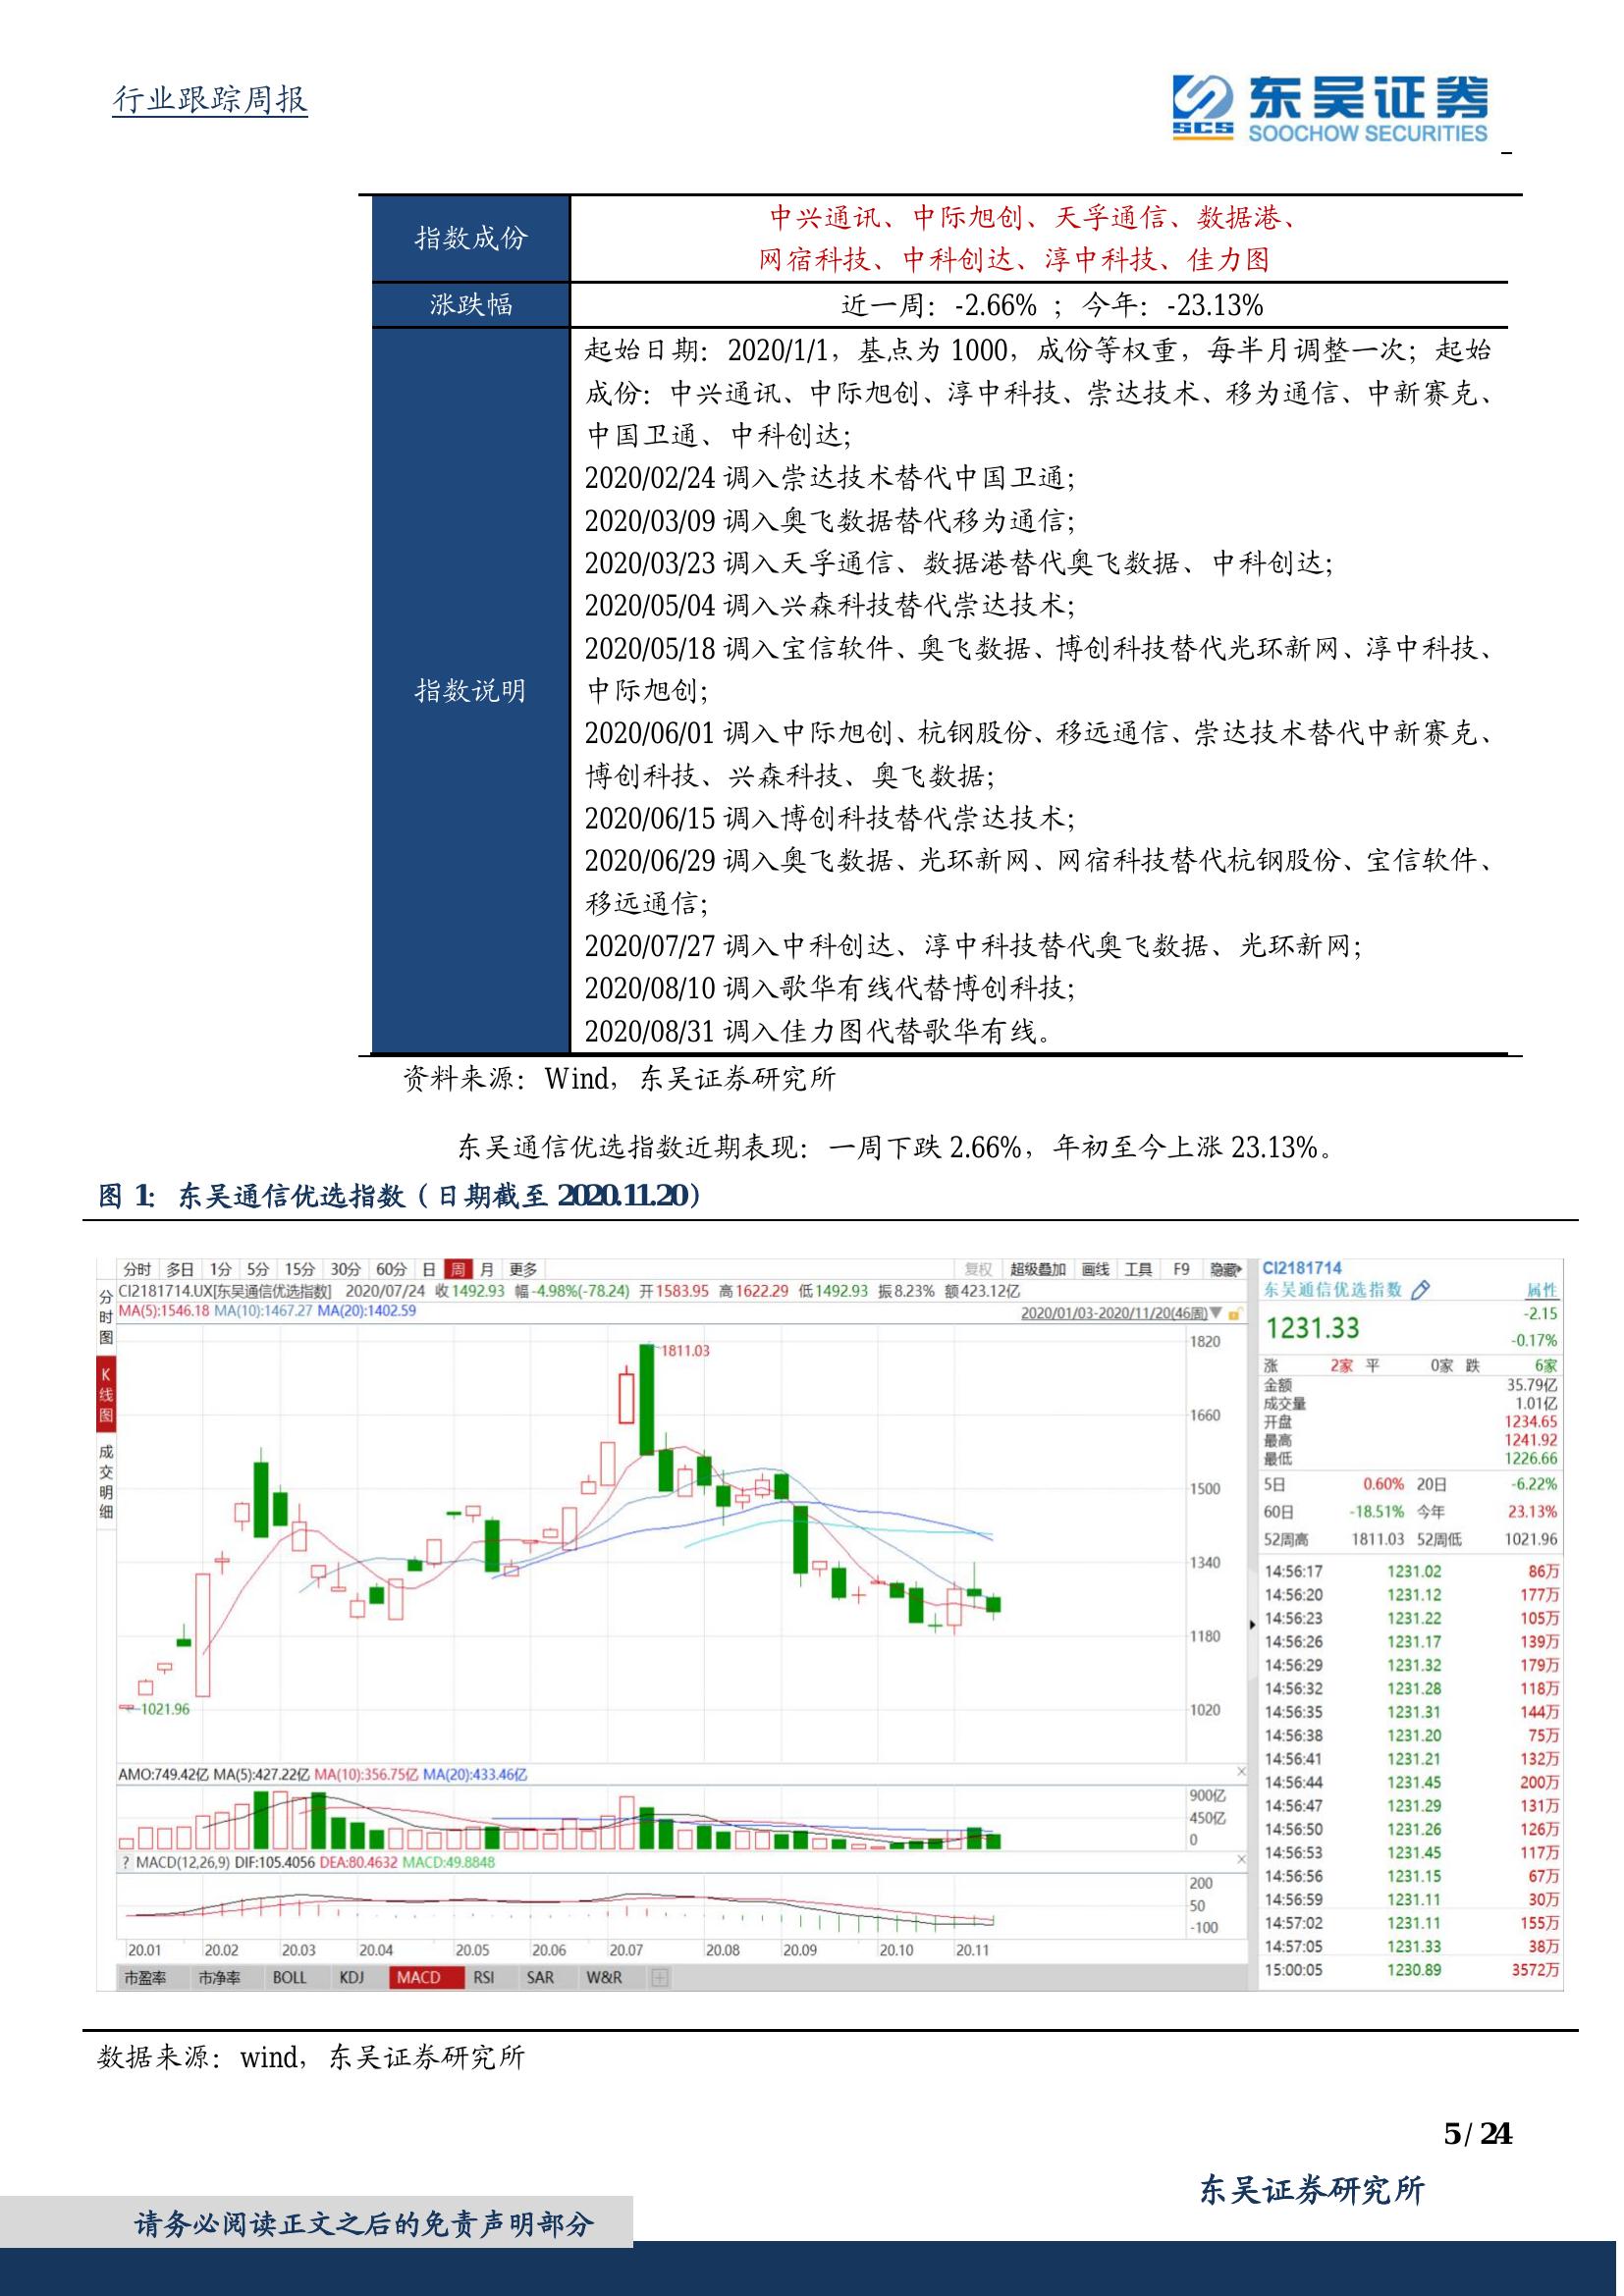 行业跟踪周报
东吴证券
SCS
SOOCHOW SECURITIES
指数成份
中兴通讯、中际旭创、天孚通信、数据港、
网宿科技、中科创达、淳中科技、佳力图
涨跌幅
近一周：-2.66% ；今年：-23.13%
指数说明
起始日期：2020/1/1，基点为 1000，成份等权重，每半月调整一次；起始
成份：中兴通讯、中际旭创、淳中科技、崇达技术、移为通信、中新赛克、
中国卫通、中科创达；
2020/02/24 调入崇达技术替代中国卫通；
2020/03/09 调入奥飞数据替代移为通信；
2020/03/23 调入天孚通信、数据港替代奥飞数据、中科创达；
2020/05/04 调入兴森科技替代崇达技术；
2020/05/18 调入宝信软件、奥飞数据、博创科技替代光环新网、淳中科技、
中际旭创；
2020/06/01 调入中际旭创、杭钢股份、移远通信、崇达技术替代中新赛克、
博创科技、兴森科技、奥飞数据；
2020/06/15 调入博创科技替代崇达技术；
2020/06/29 调入奥飞数据、光环新网、网宿科技替代杭钢股份、宝信软件、
移远通信；
2020/07/27 调入中科创达、淳中科技替代奥飞数据、光环新网；
2020/08/10 调入歌华有线代替博创科技；
2020/08/31 调入佳力图代替歌华有线。
资料来源：Wind，东吴证券研究所
东吴通信优选指数近期表现：一周下跌 2.66%，年初至今上涨 23.13%。
图 1：东吴通信优选指数（日期截至 2020.11.20）
分时 多日 1分 5分 15分 30分 60分 日 周 月 更多 复权 超级叠加 画线 工具 F9 隐藏
CI2181714.UX[东吴通信优选指数] 2020/07/24 收1492.93 幅-4.98%(-78.24) 开1583.95 高1622.29 低1492.93 振8.23% 额423.12亿
MA(5):1546.18 MA(10):1467.27 MA(20):1402.59
2020/01/03-2020/11/20(46周)
分时图
K线图
成交明细
1811.03
1021.96
1820
1660
1500
1340
1180
1020
AMO:749.42亿 MA(5):427.22亿 MA(10):356.75亿 MA(20):433.46亿
900亿
450亿
0
? MACD(12,26,9) DIF:105.4056 DEA:80.4632 MACD:49.8848
200
50
-100
20.01 20.02 20.03 20.04 20.05 20.06 20.07 20.08 20.09 20.10 20.11
市盈率 市净率 BOLL KDJ MACD RSI SAR W&R
CI2181714
东吴通信优选指数 属性
1231.33
-2.15
-0.17%
涨 2家 平 0家 跌 6家
金额 35.79亿
成交量 1.01亿
开盘 1234.65
最高 1241.92
最低 1226.66
5日 0.60% 20日 -6.22%
60日 -18.51% 今年 23.13%
52周高 1811.03 52周低 1021.96
14:56:17 1231.02 86万
14:56:20 1231.12 177万
14:56:23 1231.22 105万
14:56:26 1231.17 139万
14:56:29 1231.32 179万
14:56:32 1231.28 118万
14:56:35 1231.31 144万
14:56:38 1231.20 75万
14:56:41 1231.21 132万
14:56:44 1231.45 200万
14:56:47 1231.29 131万
14:56:50 1231.26 126万
14:56:53 1231.45 117万
14:56:56 1231.15 67万
14:56:59 1231.11 30万
14:57:02 1231.11 155万
14:57:05 1231.33 38万
15:00:05 1230.89 3572万
数据来源：wind，东吴证券研究所
5 / 24
东吴证券研究所
请务必阅读正文之后的免责声明部分